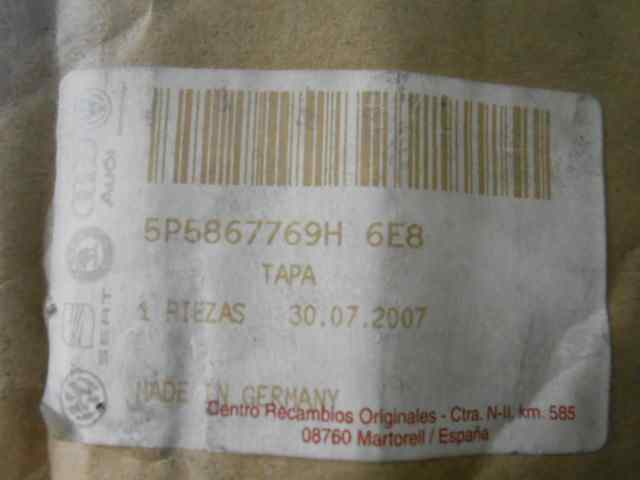 5P5867769H 6E8
TAPA
1 PIEZAS 30.07.2007
MADE IN GERMANY
Centro Recambios Originales - Ctra. N-II. km. 585
08760 Martorell / España
AUDI
SEAT